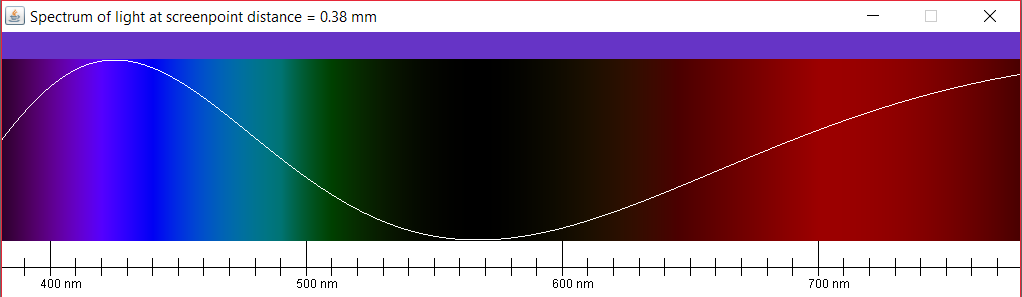 Spectrum of light at screenpoint distance = 0.38 mm
400 nm 500 nm 600 nm 700 nm